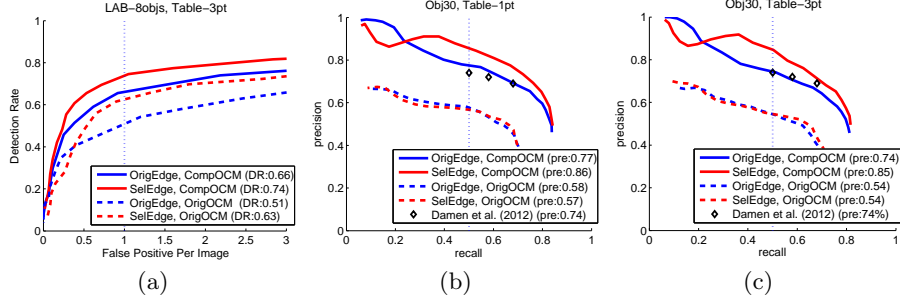 LAB-8objs, Table-3pt
Detection Rate
1
0.8
0.6
0.4
0.2
0
OrigEdge, CompOCM (DR:0.66)
SelEdge, CompOCM (DR:0.74)
OrigEdge, OrigOCM (DR:0.51)
SelEdge, OrigOCM (DR:0.63)
0 0.5 1 1.5 2 2.5 3
False Positive Per Image
(a)
Obj30, Table-1pt
precision
1
0.8
0.6
0.4
0.2
0
OrigEdge, CompOCM (pre:0.77)
SelEdge, CompOCM (pre:0.86)
OrigEdge, OrigOCM (pre:0.58)
SelEdge, OrigOCM (pre:0.57)
Damen et al. (2012) (pre:0.74)
0 0.2 0.4 0.6 0.8 1
recall
(b)
Obj30, Table-3pt
precision
1
0.8
0.6
0.4
0.2
0
OrigEdge, CompOCM (pre:0.74)
SelEdge, CompOCM (pre:0.85)
OrigEdge, OrigOCM (pre:0.54)
SelEdge, OrigOCM (pre:0.54)
Damen et al. (2012) (pre:74%)
0 0.2 0.4 0.6 0.8 1
recall
(c)